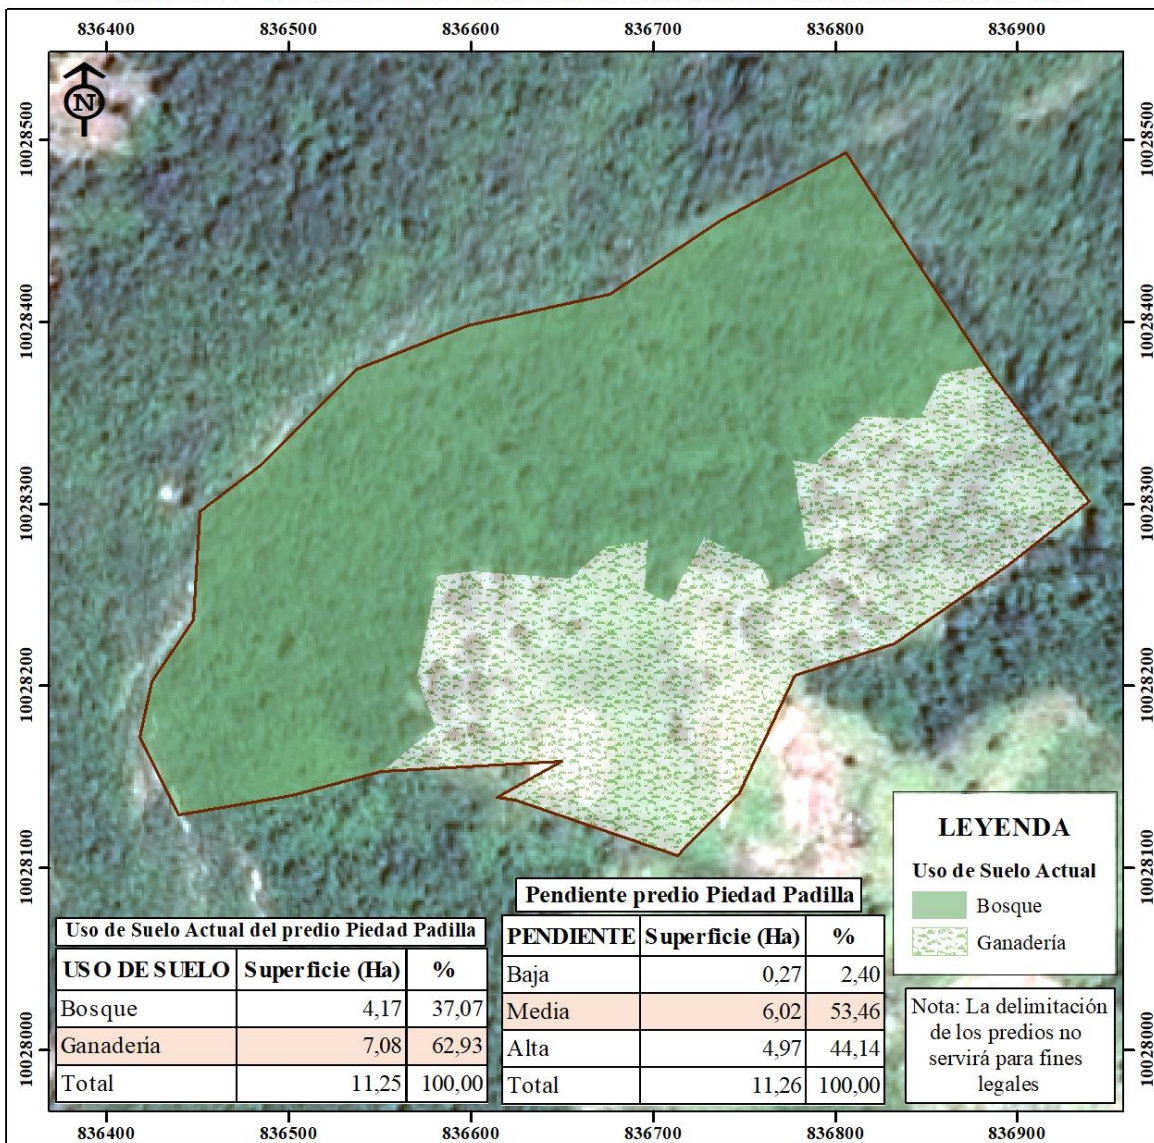 836400 836500 836600 836700 836800 836900
N
10028500 10028500
10028400 10028400
10028300 10028300
10028200 10028200
10028100 10028100
10028000 10028000
LEYENDA
Uso de Suelo Actual
Bosque
Ganadería
Uso de Suelo Actual del predio Piedad Padilla
USO DE SUELO Superficie (Ha) %
Bosque 4,17 37,07
Ganadería 7,08 62,93
Total 11,25 100,00
Pendiente predio Piedad Padilla
PENDIENTE Superficie (Ha) %
Baja 0,27 2,40
Media 6,02 53,46
Alta 4,97 44,14
Total 11,26 100,00
Nota: La delimitación
de los predios no
servirá para fines
legales
836400 836500 836600 836700 836800 836900